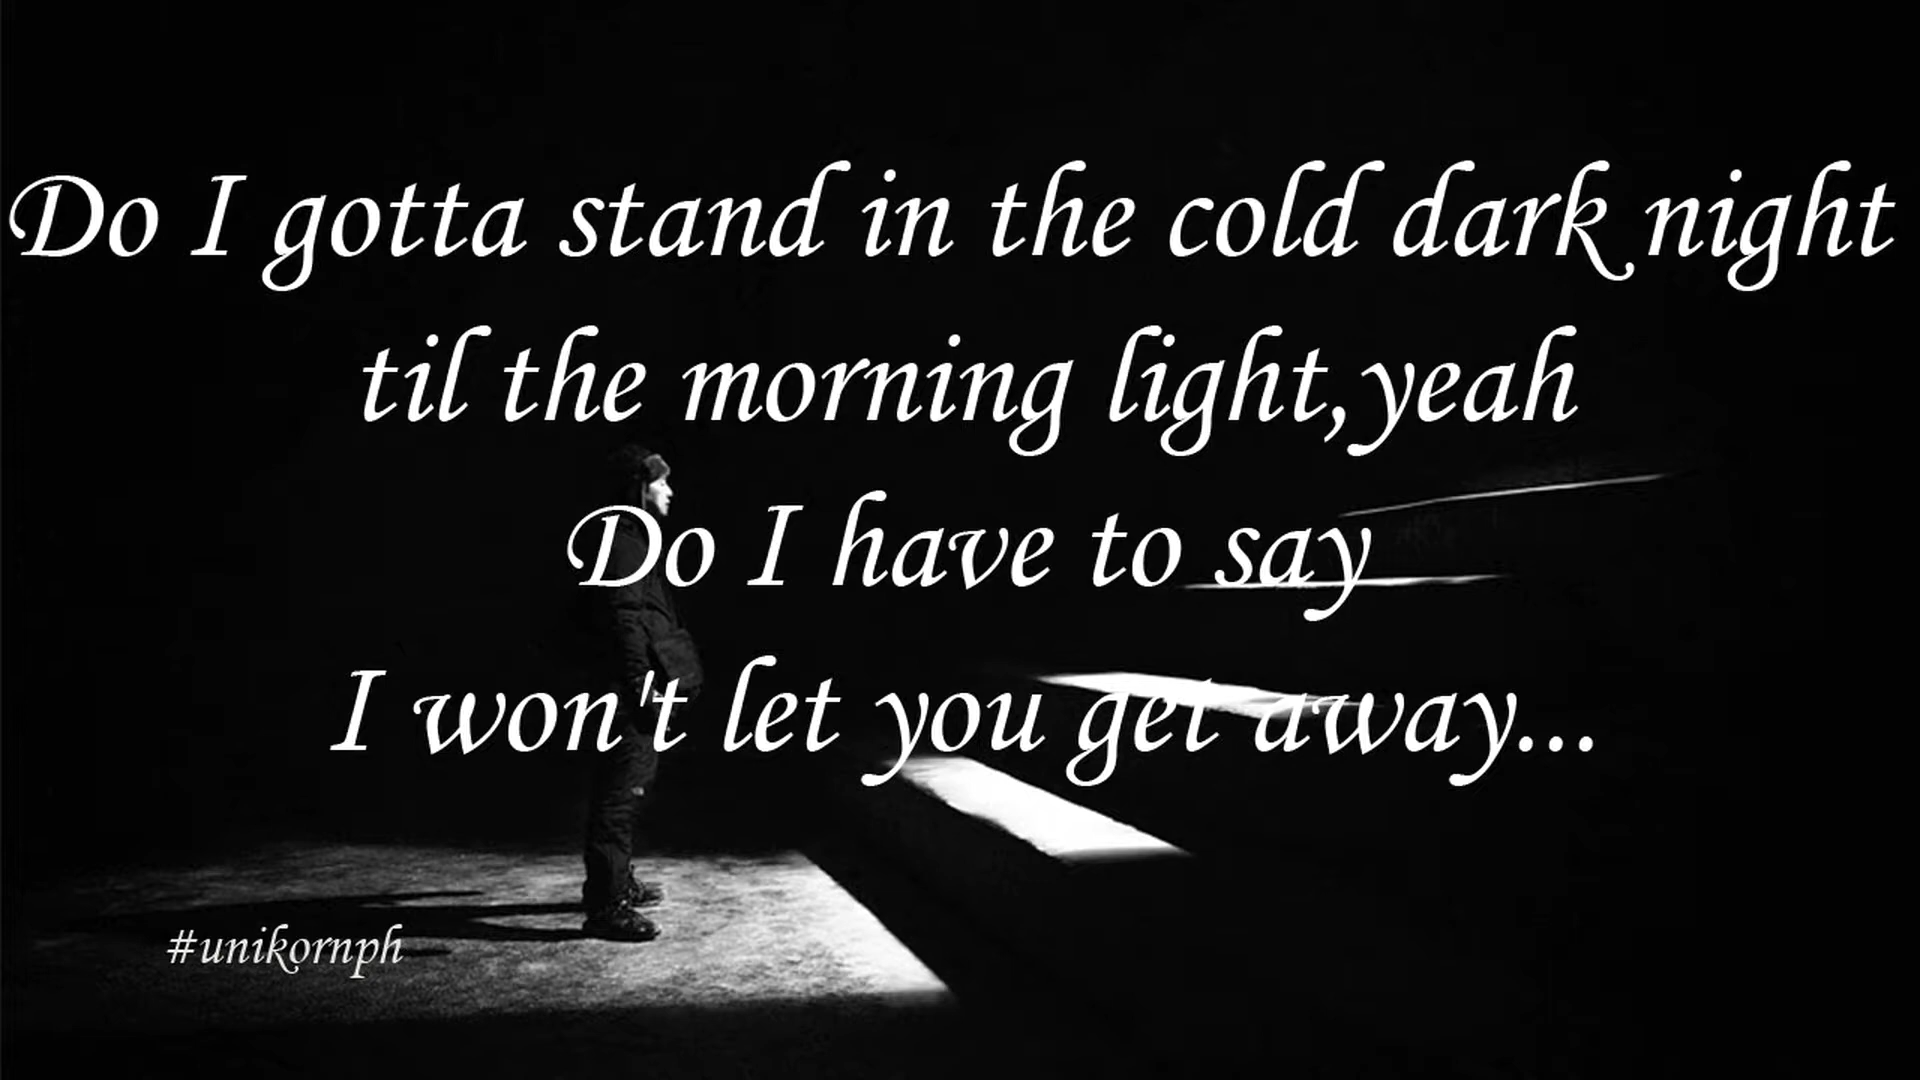 Do I gotta stand in the cold dark night
til the morning light,yeah
Do I have to say
I won't let you get away...
#unikornph